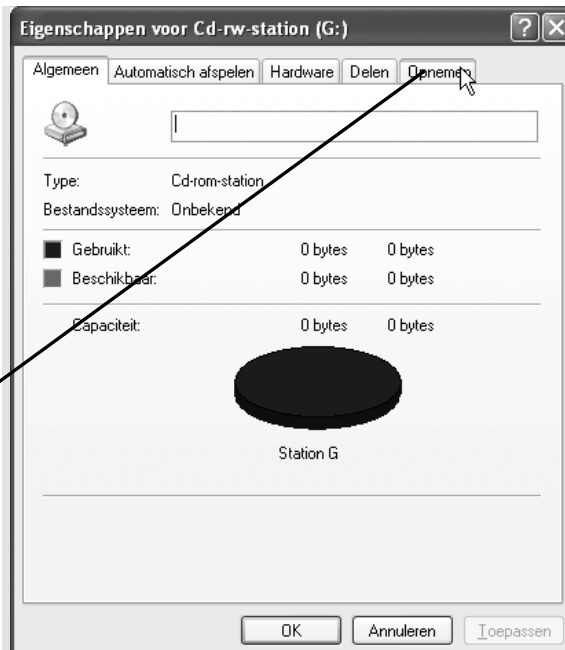 Eigenschappen voor Cd-rw-station (G:)
Algemeen Automatisch afspelen Hardware Delen Opnemen
Type: Cd-rom-station
Bestandssysteem: Onbekend
Gebruikt: 0 bytes 0 bytes
Beschikbaar: 0 bytes 0 bytes
Capaciteit: 0 bytes 0 bytes
Station G
OK Annuleren Toepassen